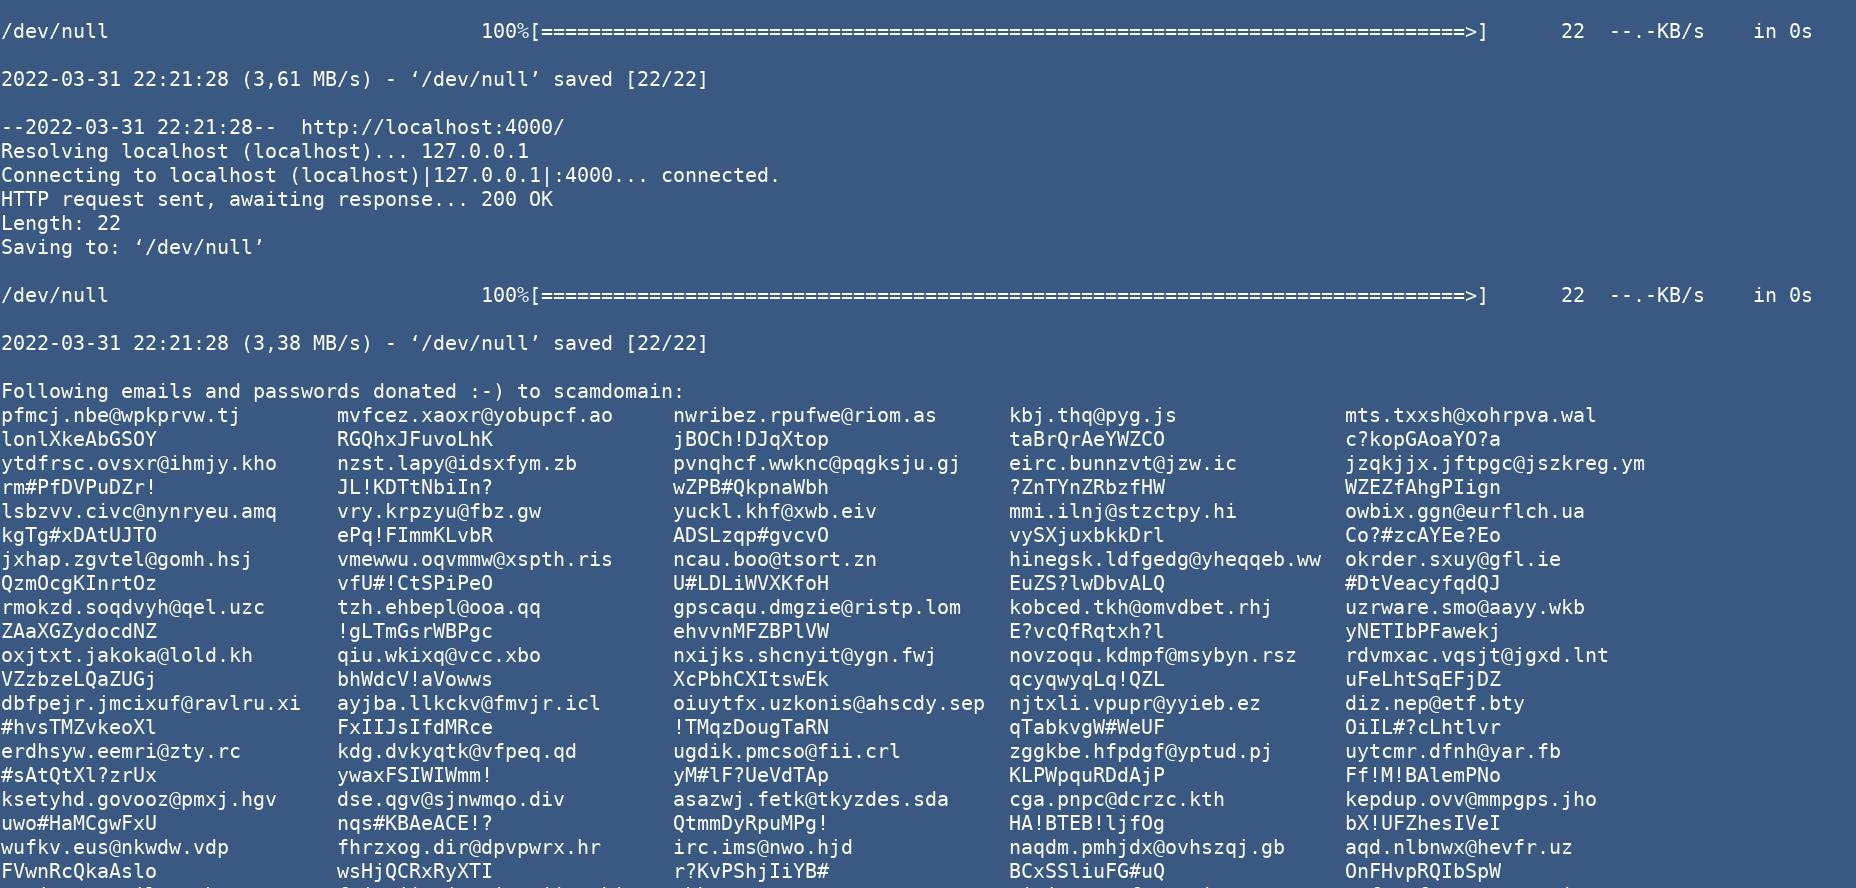 /dev/null 100%[=============================================================================>] 22 --.-KB/s in 0s
2022-03-31 22:21:28 (3,61 MB/s) - ‘/dev/null’ saved [22/22]
--2022-03-31 22:21:28-- http://localhost:4000/
Resolving localhost (localhost)... 127.0.0.1
Connecting to localhost (localhost)|127.0.0.1|:4000... connected.
HTTP request sent, awaiting response... 200 OK
Length: 22
Saving to: ‘/dev/null’
/dev/null 100%[=============================================================================>] 22 --.-KB/s in 0s
2022-03-31 22:21:28 (3,38 MB/s) - ‘/dev/null’ saved [22/22]
Following emails and passwords donated :-) to scamdomain:
pfmcj.nbe@wpkprvw.tj mvfcez.xaoxr@yobupcf.ao nwribez.rpufwe@riom.as kbj.thq@pyg.js mts.txxsh@xohrpva.wal
lonlXkeAbGSOY RGQhxJFuvoLhK jBOCh!DJqXtop taBrQrAeYWZCO c?kopGAoaYO?a
ytdfrsc.ovsxr@ihmjy.kho nzst.lapy@idsxfym.zb pvnqhcf.wwknc@pqgksju.gj eirc.bunnzvt@jzw.ic jzqkjjx.jftpgc@jszkreg.ym
rm#PfDVPuDZr! JL!KDTtNbiIn? wZPB#QkpnaWbh ?ZnTYnZRbzfHW WZEZfAhgPIign
lsbzvv.civc@nynryeu.amq vry.krpzyu@fbz.gw yuckl.khf@xwb.eiv mmi.ilnj@stzctpy.hi owbix.ggn@eurflch.ua
kgTg#xDAtUJTO ePq!FImmKLvbR ADSLzqp#gvcvO vySXjuxbkkDrl Co?#zcAYEe?Eo
jxhap.zgvtel@gomh.hsj vmewwu.oqvmmw@xspth.ris ncau.boo@tsort.zn hinegsk.ldfgedg@yheqqeb.ww okrder.sxuy@gfl.ie
QzmOcgKInrtOz vfU#!CtSPiPeO U#LDLiWVXKfoH EuZS?lwDbvALQ #DtVeacyfqdQJ
rmokzd.soqdvyh@qel.uzc tzh.ehbepl@ooa.qq gpscaqu.dmgzie@ristp.lom kobced.tkh@omvdbet.rhj uzrware.smo@aayy.wkb
ZAaXGZydocdNZ !gLTmGsrWBPgc ehvvnMFZBPlVW E?vcQfRqtxh?l yNETIbPFawekj
oxjtxt.jakoka@lold.kh qiu.wkixq@vcc.xbo nxijks.shcnyit@ygn.fwj novzoqu.kdmpf@msybyn.rsz rdvmxac.vqsjt@jgxd.lnt
VZzbzeLQaZUGj bhWdcV!aVowws XcPbhCXItswEk qcyqwyqLq!QZL uFeLhtSqEFjDZ
dbfpejr.jmcixuf@ravlru.xi ayjba.llkckv@fmvjr.icl oiuytfx.uzkonis@ahscdy.sep njtxli.vpupr@yyieb.ez diz.nep@etf.bty
#hvsTMZvkeoXl FxIIJsIfdMRce !TMqzDougTaRN qTabkvgW#WeUF OiIL#?cLhtlvr
erdhsyw.eemri@zty.rc kdg.dvkyqtk@vfpeq.qd ugdik.pmcso@fii.crl zggkbe.hfpdgf@yptud.pj uytcmr.dfnh@yar.fb
#sAtQtXl?zrUx ywaxFSIWIWmm! yM#lF?UeVdTAp KLPWpquRDdAjP Ff!M!BAlemPNo
ksetyhd.govooz@pmxj.hgv dse.qgv@sjnwmqo.div asazwj.fetk@tkyzdes.sda cga.pnpc@dcrzc.kth kepdup.ovv@mmpgps.jho
uwo#HaMCgwFxU nqs#KBAeACE!? QtmmDyRpuMPg! HA!BTEB!ljfOg bX!UFZhesIVeI
wufkv.eus@nkwdw.vdp fhrzxog.dir@dpvpwrx.hr irc.ims@nwo.hjd naqdm.pmhjdx@ovhszqj.gb aqd.nlbnwx@hevfr.uz
FVwnRcQkaAslo wsHjQCRxRyXTI r?KvPShjIiYB# BCxSSliuFG#uQ OnFHvpRQIbSpW